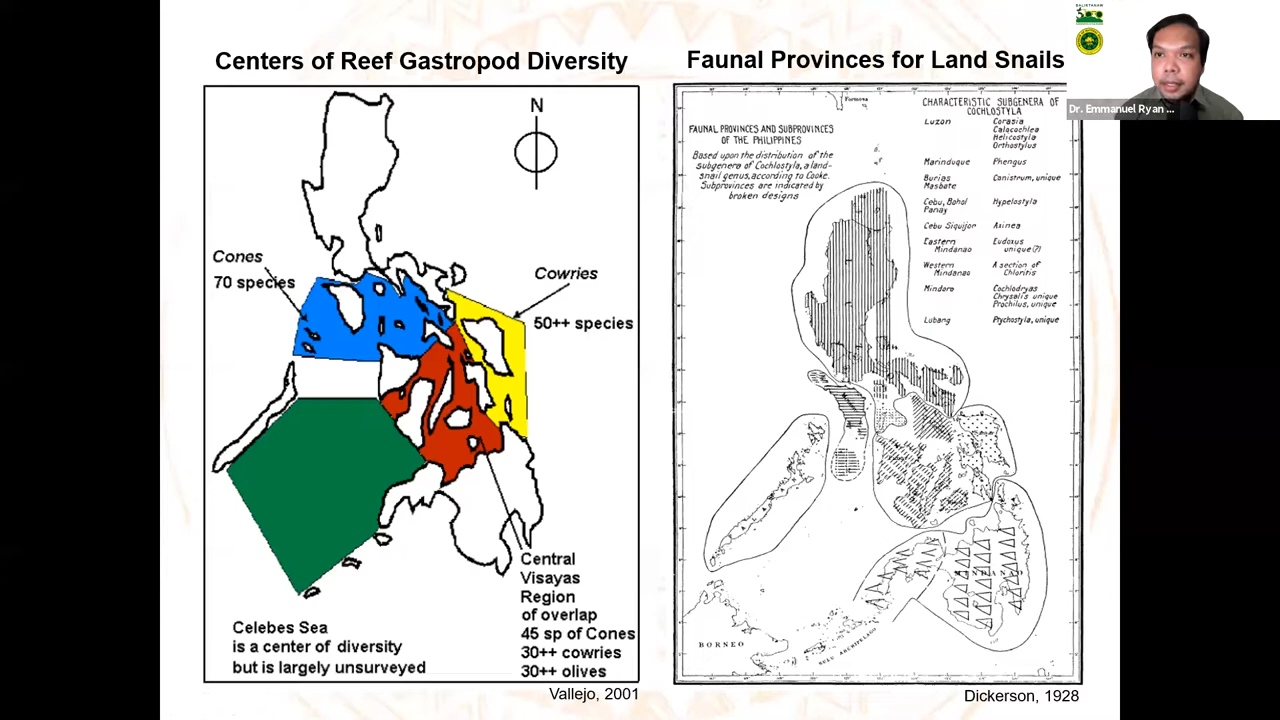 Centers of Reef Gastropod Diversity
N
Cones
70 species
Cowries
50++ species
Central
Visayas
Region
of overlap
45 sp of Cones
30++ cowries
30++ olives
Celebes Sea
is a center of diversity
but is largely unsurveyed
Vallejo, 2001
Faunal Provinces for Land Snails
Formosa
FAUNAL PROVINCES AND SUBPROVINCES
OF THE PHILIPPINES
Based upon the distribution of the
subgenera of Cochlostyla, a land-
snail genus, according to Cooke.
Subprovinces are indicated by
broken designs
CHARACTERISTIC SUBGENERA OF
COCHLOSTYLA
Luzon Corasia
Calocochlea
Helicostyla
Orthostylus
Marinduque Phengus
Burias Canistrum, unique
Masbate
Cebu, Bohol Hypelostyla
Panay
Cebu Siquijor Axinea
Eastern Eudoxus
Mindanao unique (?)
Western A section of
Mindanao Chloritis
Mindoro Cochlodryas
Chrysalis unique
Prochilus, unique
Lubang Ptychostyla, unique
BORNEO
SULU ARCHIPELAGO
Dickerson, 1928
Dr. Emmanuel Ryan ...